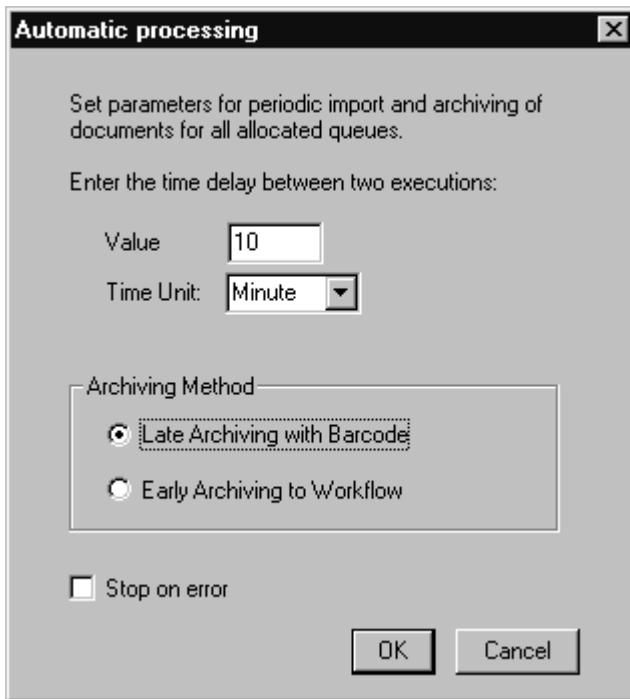 Automatic processing
Set parameters for periodic import and archiving of
documents for all allocated queues.
Enter the time delay between two executions:
Value 10
Time Unit: Minute
Archiving Method
Late Archiving with Barcode
Early Archiving to Workflow
Stop on error
OK Cancel